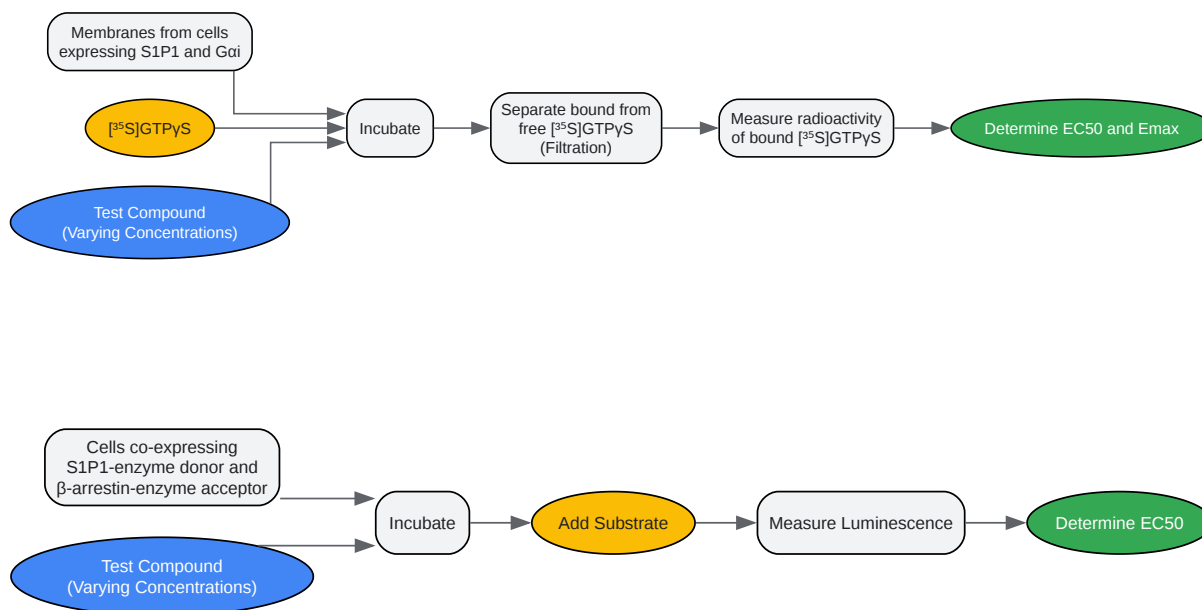 Membranes from cells
expressing S1P1 and Gαi
[³⁵S]GTPγS
Test Compound
(Varying Concentrations)
Incubate
Separate bound from
free [³⁵S]GTPγS
(Filtration)
Measure radioactivity
of bound [³⁵S]GTPγS
Determine EC50 and Emax
Cells co-expressing
S1P1-enzyme donor and
β-arrestin-enzyme acceptor
Test Compound
(Varying Concentrations)
Incubate
Add Substrate
Measure Luminescence
Determine EC50